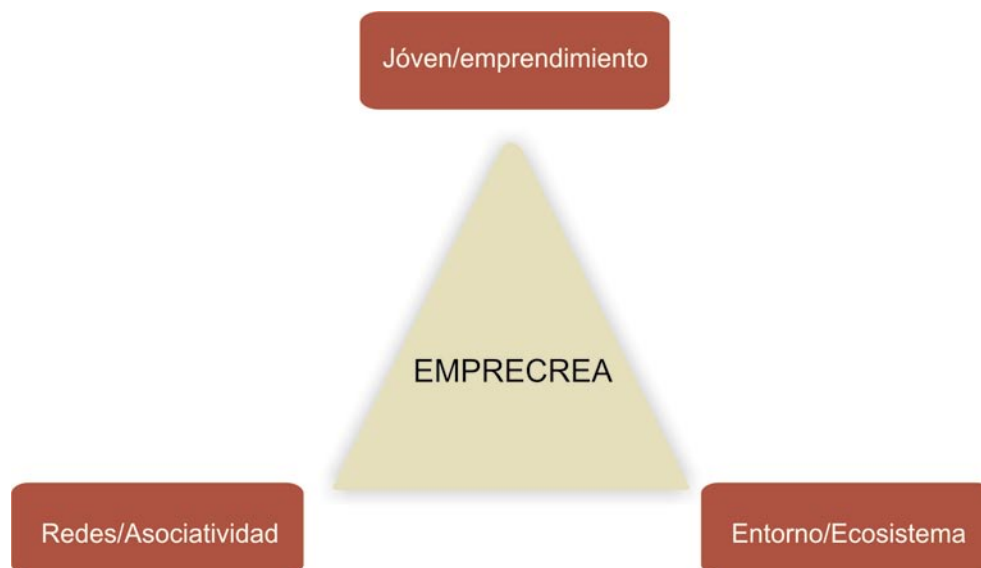 Jóven/emprendimiento
EMPRECREA
Redes/Asociatividad
Entorno/Ecosistema